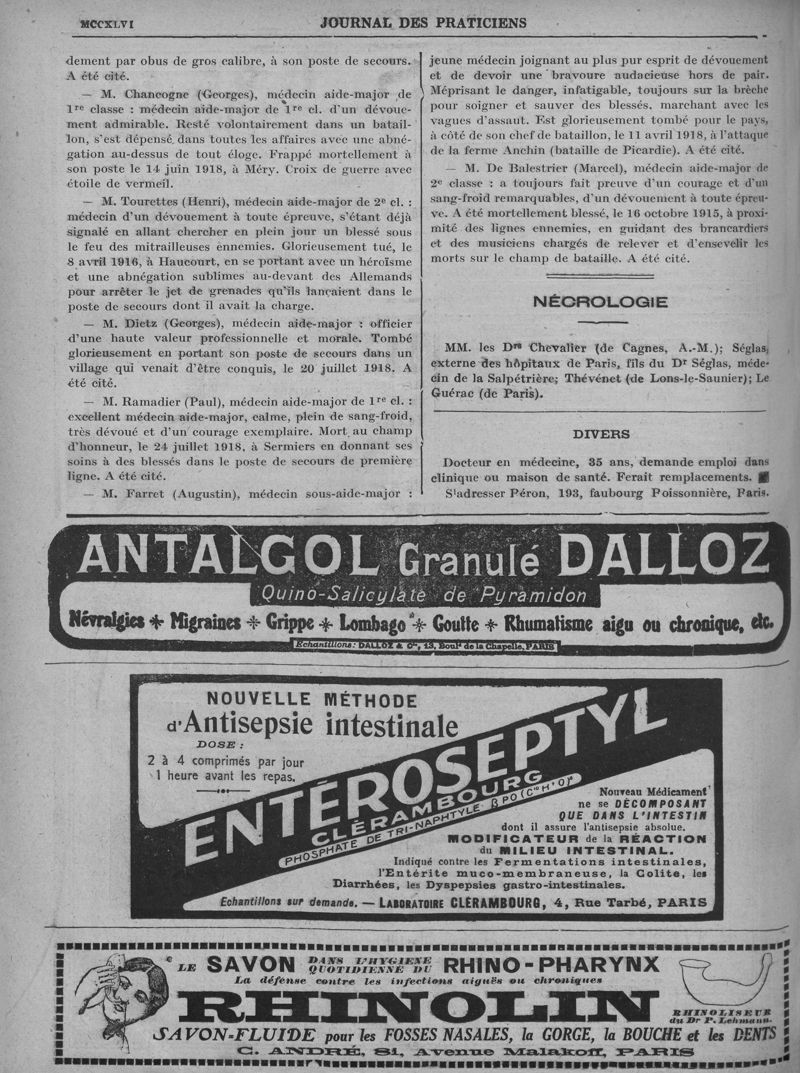 MCCXLVI
JOURNAL DES PRATICIENS
dement par obus de gros calibre, à son poste de secours.
A été cité.
— M. Chancogne (Georges), médecin aide-major de
1re classe : médecin aide-major de 1re cl. d'un dévoue-
ment admirable. Resté volontairement dans un batail-
lon, s'est dépensé dans toutes les affaires avec une abné-
gation au-dessus de tout éloge. Frappé mortellement à
son poste le 14 juin 1918, à Méry. Croix de guerre avec
étoile de vermeil.
— M. Tourettes (Henri), médecin aide-major de 2e cl. :
médecin d'un dévouement à toute épreuve, s'étant déjà
signalé en allant chercher en plein jour un blessé sous
le feu des mitrailleuses ennemies. Glorieusement tué, le
8 avril 1916, à Haucourt, en se portant avec un héroïsme
et une abnégation sublimes au-devant des Allemands
pour arrêter le jet de grenades qu'ils lançaient dans le
poste de secours dont il avait la charge.
— M. Dietz (Georges), médecin aide-major : officier
d'une haute valeur professionnelle et morale. Tombé
glorieusement en portant son poste de secours dans un
village qui venait d'être conquis, le 20 juillet 1918. A
été cité.
— M. Ramadier (Paul), médecin aide-major de 1re cl. :
excellent médecin aide-major, calme, plein de sang-froid,
très dévoué et d'un courage exemplaire. Mort au champ
d'honneur, le 24 juillet 1918, à Sermiers en donnant ses
soins à des blessés dans le poste de secours de première
ligne. A été cité.
— M. Farret (Augustin), médecin sous-aide-major :
jeune médecin joignant au plus pur esprit de dévouement
et de devoir une bravoure audacieuse hors de pair.
Méprisant le danger, infatigable, toujours sur la brèche
pour soigner et sauver des blessés, marchant avec les
vagues d'assaut. Est glorieusement tombé pour le pays,
à côté de son chef de bataillon, le 11 avril 1918, à l'attaque
de la ferme Anchin (bataille de Picardie). A été cité.
— M. De Balestrier (Marcel), médecin aide-major de
2e classe : a toujours fait preuve d'un courage et d'un
sang-froid remarquables, d'un dévouement à toute épreu-
ve. A été mortellement blessé, le 16 octobre 1915, à proxi-
mité des lignes ennemies, en guidant des brancardiers
et des musiciens chargés de relever et d'ensevelir les
morts sur le champ de bataille. A été cité.
NÉCROLOGIE
MM. les Drs Chevalier (de Cagnes, A.-M.); Séglas,
externe des hôpitaux de Paris, fils du Dr Séglas, méde-
cin de la Salpétrière; Thévénet (de Lons-le-Saunier); Le
Guérac (de Paris).
DIVERS
Docteur en médecine, 35 ans, demande emploi dans
clinique ou maison de santé. Ferait remplacements.
S'adresser Péron, 193, faubourg Poissonnière, Paris.
ANTALGOL Granulé DALLOZ
Quino-Salicylate de Pyramidon
Névralgies ✤ Migraines ✤ Grippe ✤ Lombago ✤ Goutte ✤ Rhumatisme aigu ou chronique, etc.
Echantillons: DALLOZ & Cie, 13, Boulд de la Chapelle, PARIS
NOUVELLE MÉTHODE
d'Antisepsie intestinale
DOSE :
2 à 4 comprimés par jour
1 heure avant les repas.
ENTÉROSEPTYL
CLÉRAMBOURG
PHOSPHATE DE TRI-NAPHTYLE β PO (C10 H7 O)3
Nouveau Médicament
ne se DÉCOMPOSANT
QUE DANS L'INTESTIN
dont il assure l'antisepsie absolue.
MODIFICATEUR de la RÉACTION
du MILIEU INTESTINAL.
Indiqué contre les Fermentations intestinales,
l'Entérite muco-membraneuse, la Colite, les
Diarrhées, les Dyspepsies gastro-intestinales.
Echantillons sur demande. — LABORATOIRE CLÉRAMBOURG, 4, Rue Tarbé, PARIS
LE SAVON DANS L'HYGIENE QUOTIDIENNE DU RHINO-PHARYNX
La défense contre les infections aiguës ou chroniques
RHINOLIN
RHINOLISEUR
du Dr P. Lehmann.
SAVON-FLUIDE pour les FOSSES NASALES, la GORGE, la BOUCHE et les DENTS
C. ANDRÉ, 81, Avenue Malakoff, PARIS